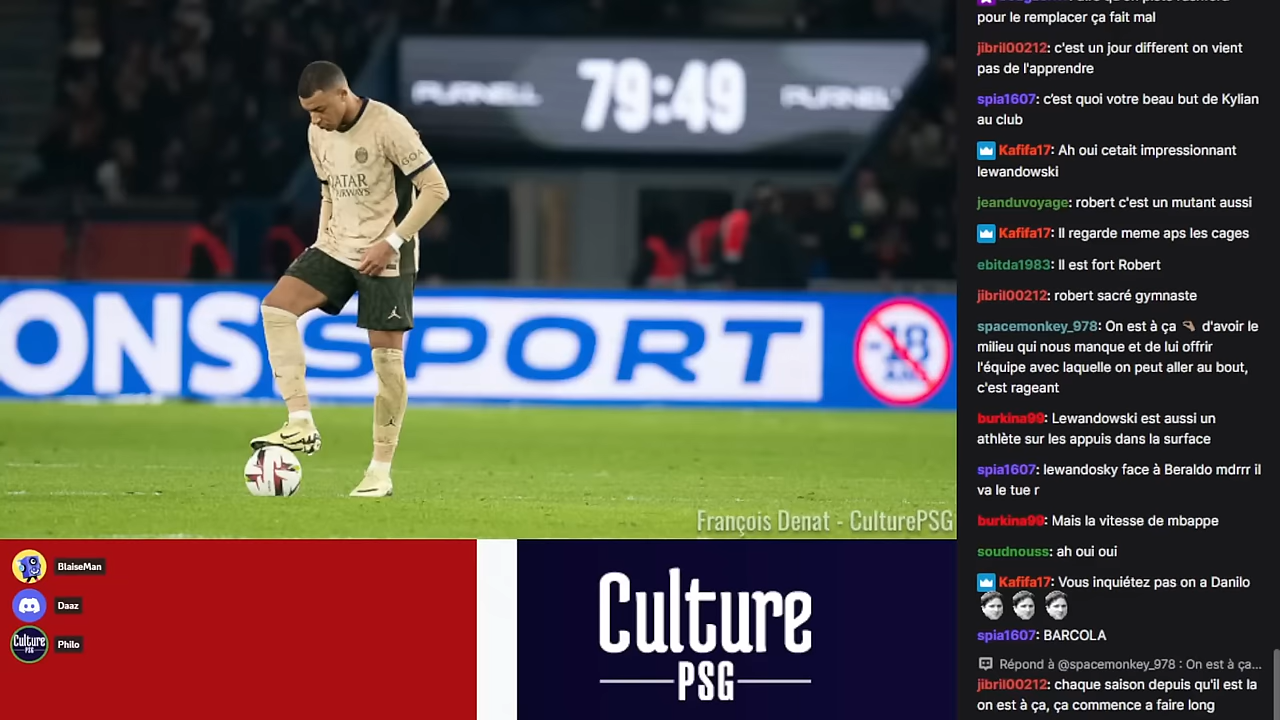 PURNELL
79:49
PURNELL
GOA
QATAR
AIRWAYS
ONS
SPORT
-18
François Denat - CulturePSG
BlaiseMan
Daaz
Culture
PSG
Philo
Culture
PSG
pour le remplacer ça fait mal
jibril00212: c'est un jour different on vient
pas de l'apprendre
spia1607: c'est quoi votre beau but de Kylian
au club
Kafifa17: Ah oui cetait impressionnant
lewandowski
jeanduvoyage: robert c'est un mutant aussi
Kafifa17: Il regarde meme aps les cages
ebitda1983: Il est fort Robert
jibril00212: robert sacré gymnaste
spacemonkey_978: On est à ça 🤏🏾 d'avoir le
milieu qui nous manque et de lui offrir
l'équipe avec laquelle on peut aller au bout,
c'est rageant
burkina99: Lewandowski est aussi un
athlète sur les appuis dans la surface
spia1607: lewandosky face à Beraldo mdrrr il
va le tue r
burkina99: Mais la vitesse de mbappe
soudnouss: ah oui oui
Kafifa17: Vous inquiétez pas on a Danilo
spia1607: BARCOLA
Répond à @spacemonkey_978 : On est à ça...
jibril00212: chaque saison depuis qu'il est la
on est à ça, ça commence a faire long